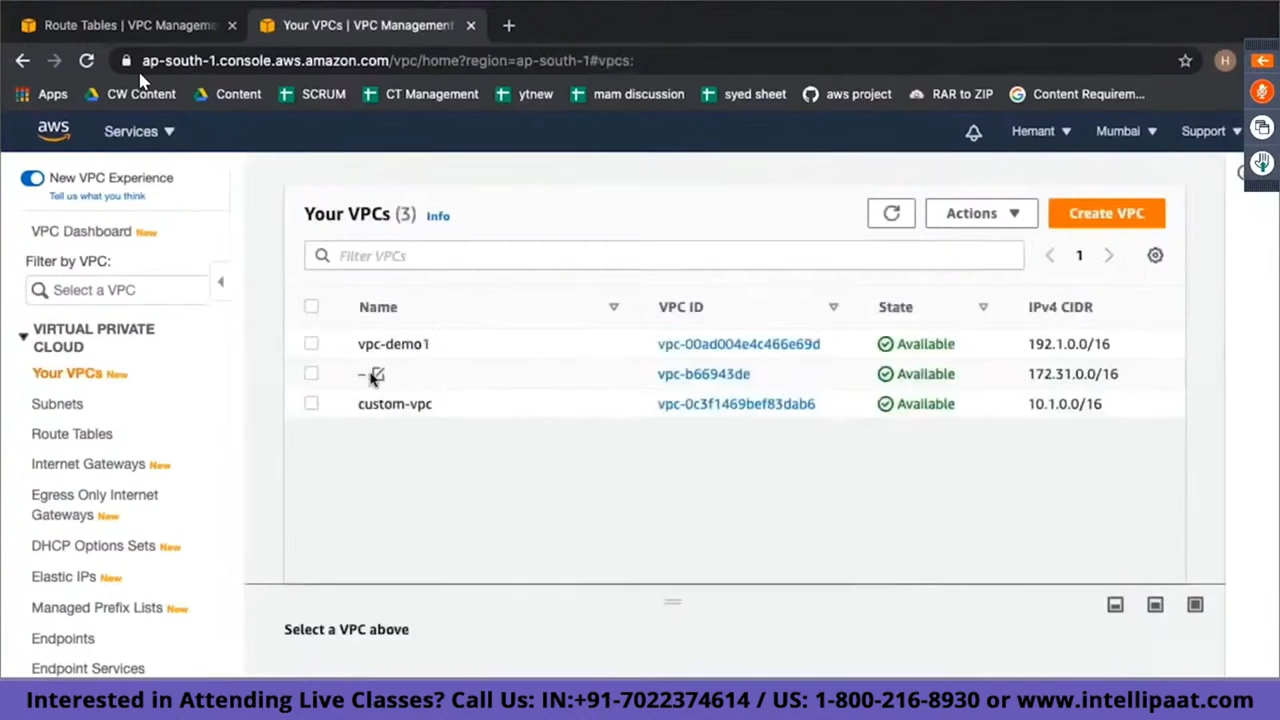 Route Tables | VPC Manageme
Your VPCs | VPC Management
ap-south-1.console.aws.amazon.com/vpc/home?region=ap-south-1#vpcs:
H
Apps CW Content Content SCRUM CT Management ytnew mam discussion syed sheet aws project RAR to ZIP Content Requirem...
aws Services Hemant Mumbai Support
New VPC Experience
Tell us what you think
VPC Dashboard New
Filter by VPC:
Select a VPC
VIRTUAL PRIVATE
CLOUD
Your VPCs New
Subnets
Route Tables
Internet Gateways New
Egress Only Internet
Gateways New
DHCP Options Sets New
Elastic IPs New
Managed Prefix Lists New
Endpoints
Endpoint Services
Your VPCs (3) Info
Actions
Create VPC
Filter VPCs
1
Name VPC ID State IPv4 CIDR
vpc-demo1 vpc-00ad004e4c466e69d Available 192.1.0.0/16
– vpc-b66943de Available 172.31.0.0/16
custom-vpc vpc-0c3f1469bef83dab6 Available 10.1.0.0/16
Select a VPC above
Interested in Attending Live Classes? Call Us: IN:+91-7022374614 / US: 1-800-216-8930 or www.intellipaat.com